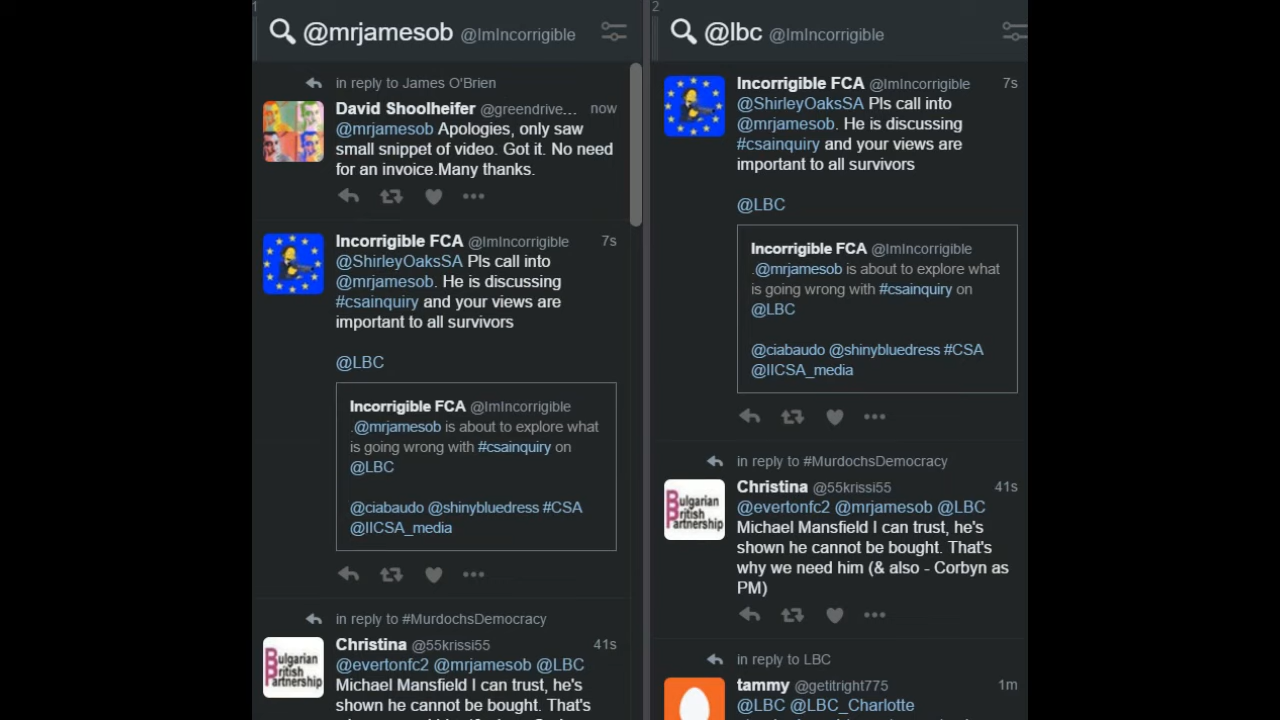 1
@mrjamesob @ImIncorrigible
in reply to James O'Brien
David Shoolheifer @greendrive... now
@mrjamesob Apologies, only saw
small snippet of video. Got it. No need
for an invoice.Many thanks.
Incorrigible FCA @ImIncorrigible 7s
@ShirleyOaksSA Pls call into
@mrjamesob. He is discussing
#csainquiry and your views are
important to all survivors
@LBC
Incorrigible FCA @ImIncorrigible
.@mrjamesob is about to explore what
is going wrong with #csainquiry on
@LBC
@ciabaudo @shinybluedress #CSA
@IICSA_media
in reply to #MurdochsDemocracy
Bulgarian
British
Partnership
Christina @55krissi55 41s
@evertonfc2 @mrjamesob @LBC
Michael Mansfield I can trust, he's
shown he cannot be bought. That's
2
@lbc @ImIncorrigible
Incorrigible FCA @ImIncorrigible 7s
@ShirleyOaksSA Pls call into
@mrjamesob. He is discussing
#csainquiry and your views are
important to all survivors
@LBC
Incorrigible FCA @ImIncorrigible
.@mrjamesob is about to explore what
is going wrong with #csainquiry on
@LBC
@ciabaudo @shinybluedress #CSA
@IICSA_media
in reply to #MurdochsDemocracy
Bulgarian
British
Partnership
Christina @55krissi55 41s
@evertonfc2 @mrjamesob @LBC
Michael Mansfield I can trust, he's
shown he cannot be bought. That's
why we need him (& also - Corbyn as
PM)
in reply to LBC
tammy @getitright775 1m
@LBC @LBC_Charlotte